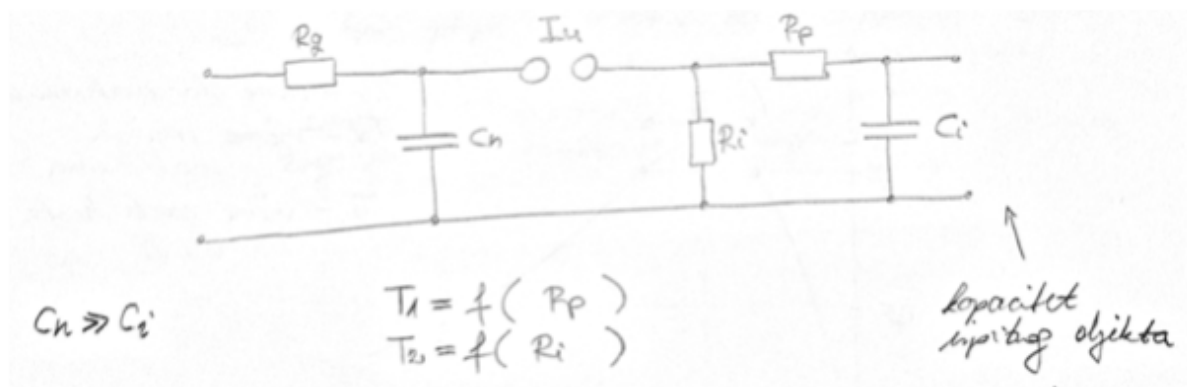 Rg Iu Rp
Cn Ri Ci
Cn >> Ci
T1 = f( Rp )
T2 = f( Ri )
kapacitet
ispitnog objekta